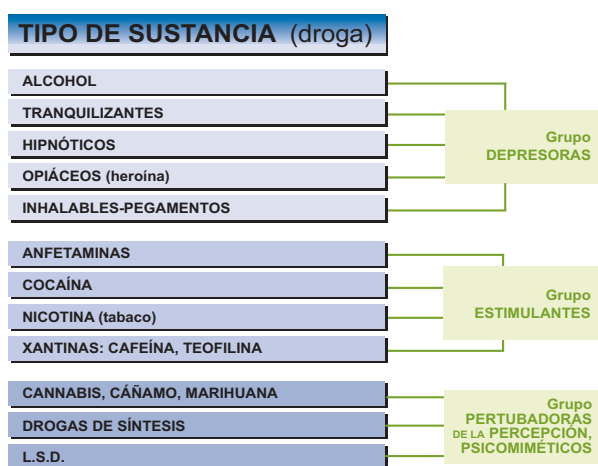 TIPO DE SUSTANCIA (droga)
ALCOHOL
TRANQUILIZANTES
HIPNÓTICOS
OPIÁCEOS (heroína)
INHALABLES-PEGAMENTOS
Grupo
DEPRESORAS
ANFETAMINAS
COCAÍNA
NICOTINA (tabaco)
XANTINAS: CAFEÍNA, TEOFILINA
Grupo
ESTIMULANTES
CANNABIS, CÁÑAMO, MARIHUANA
DROGAS DE SÍNTESIS
L.S.D.
Grupo
PERTUBADORAS
DE LA PERCEPCIÓN,
PSICOMIMÉTICOS